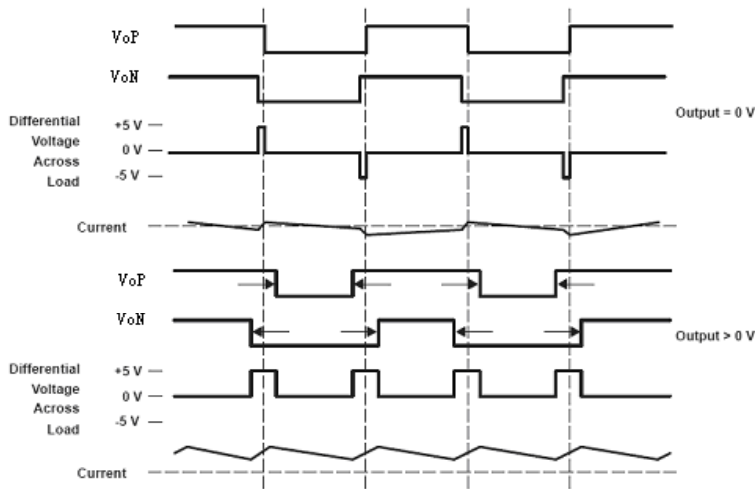 VoP
VoN
Output = 0 V
Differential
Voltage
Across
Load
+5 V
0 V
-5 V
Current
VoP
VoN
Output > 0 V
Differential
Voltage
Across
Load
+5 V
0 V
-5 V
Current